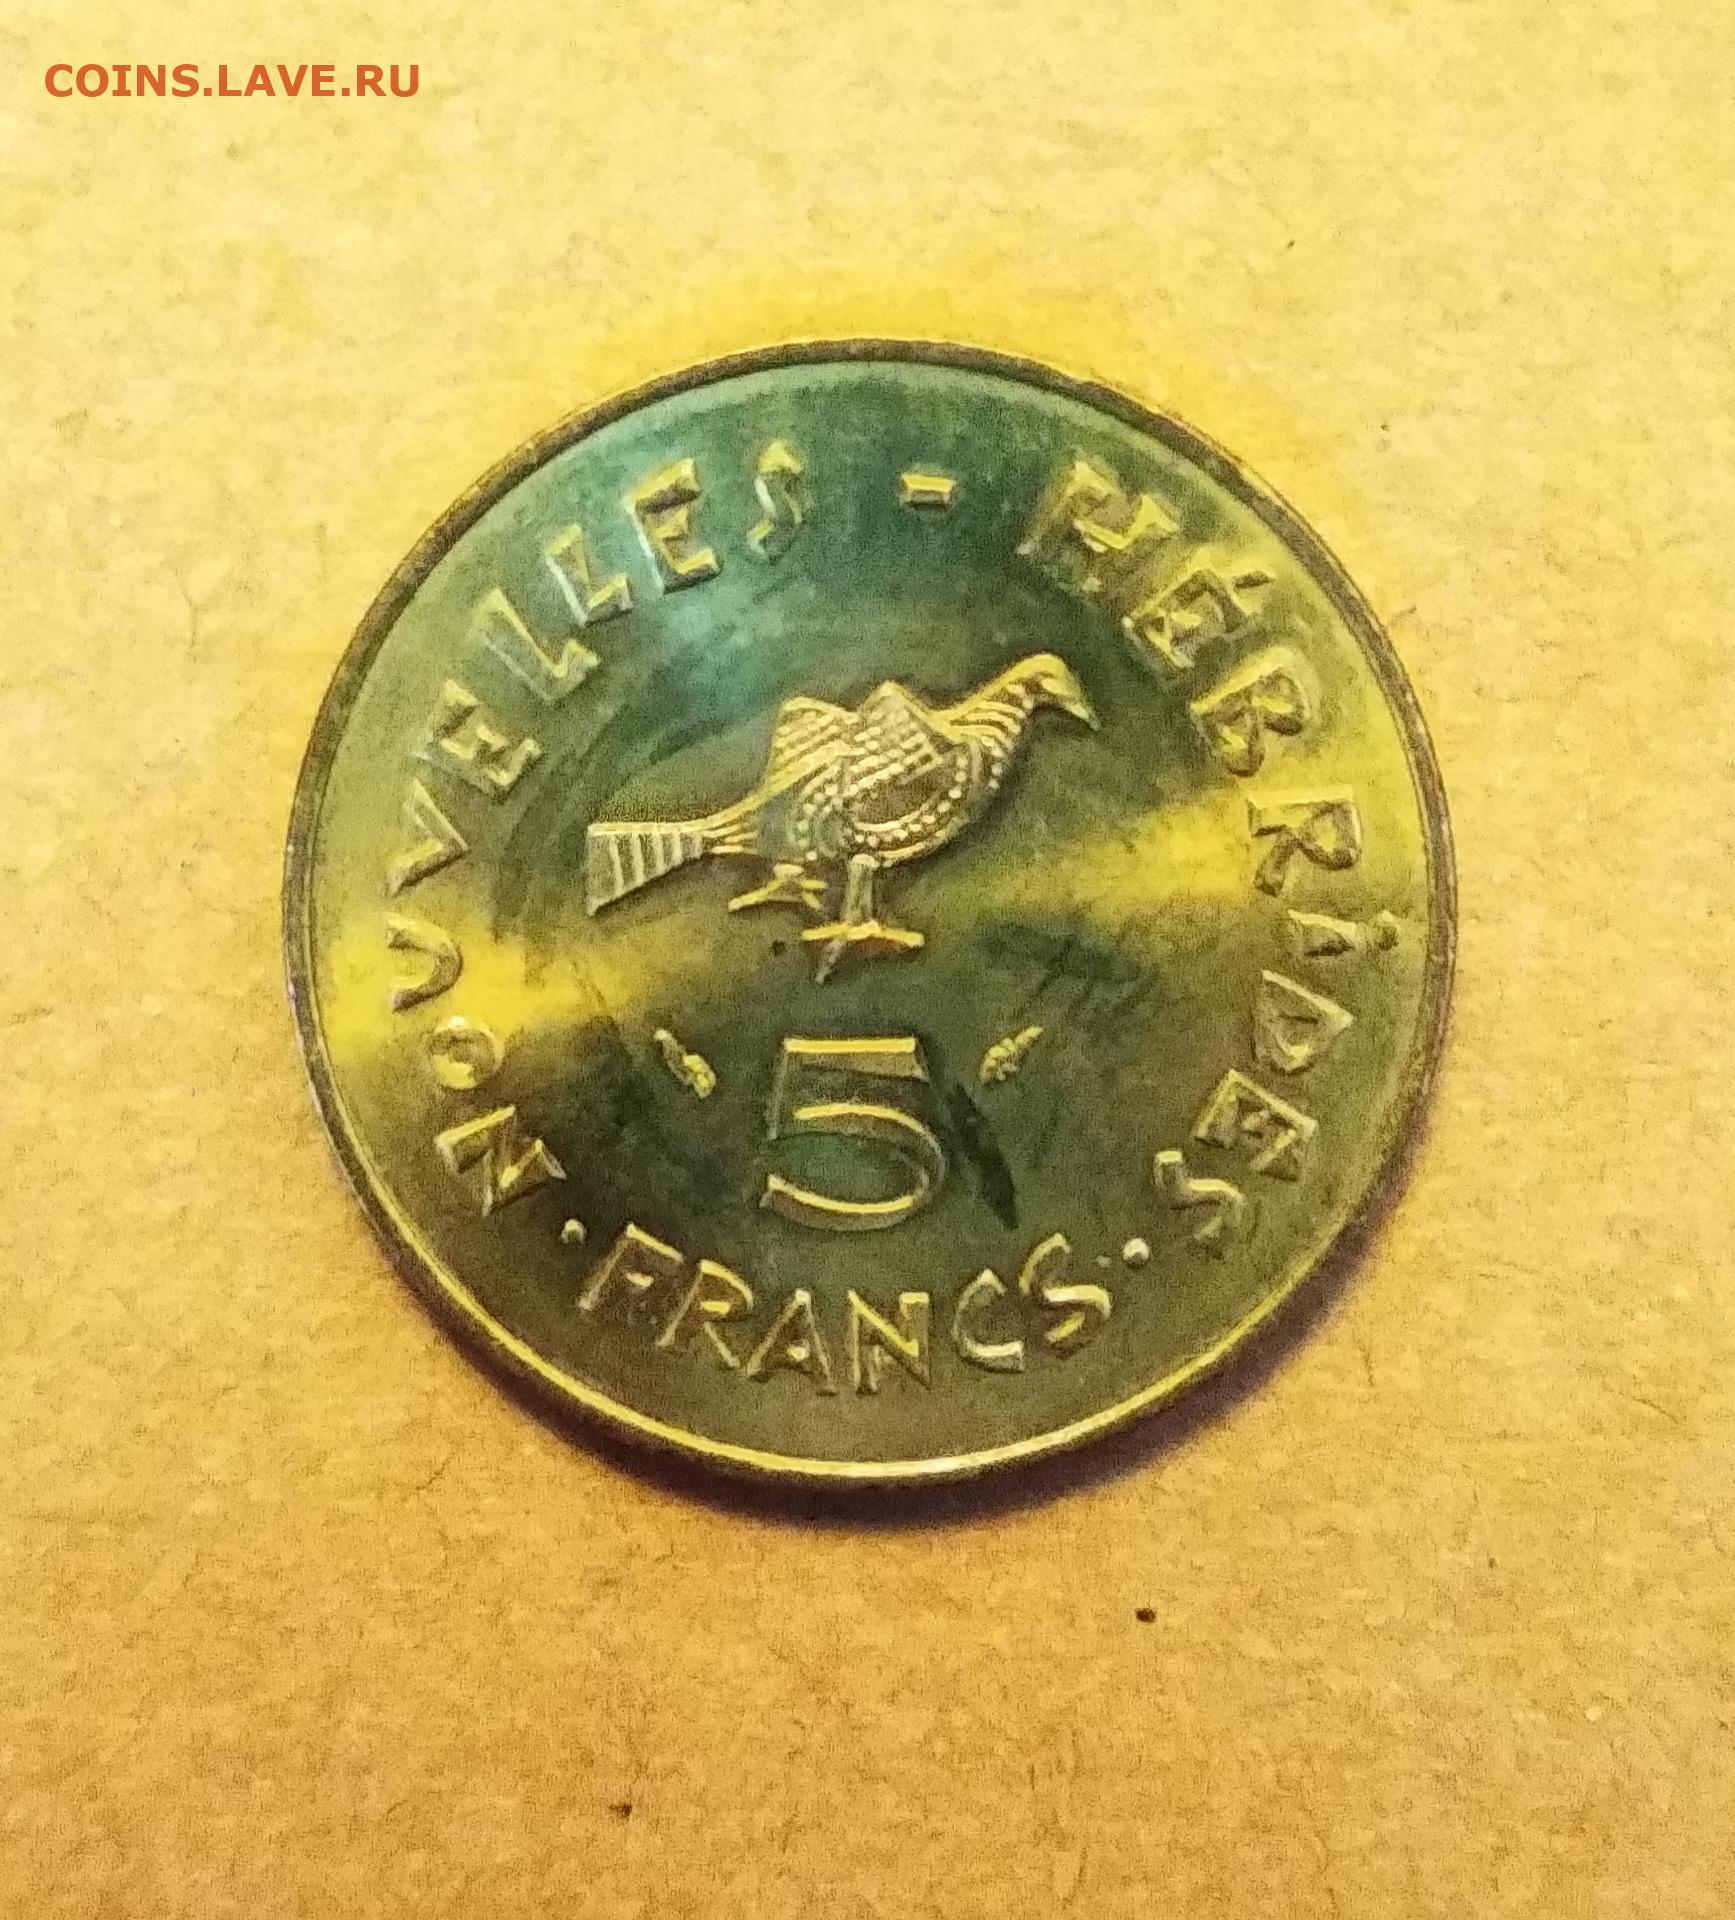 COINS.LAVE.RU
NOUVELLES - HÉBRIDES
5
· FRANCS ·